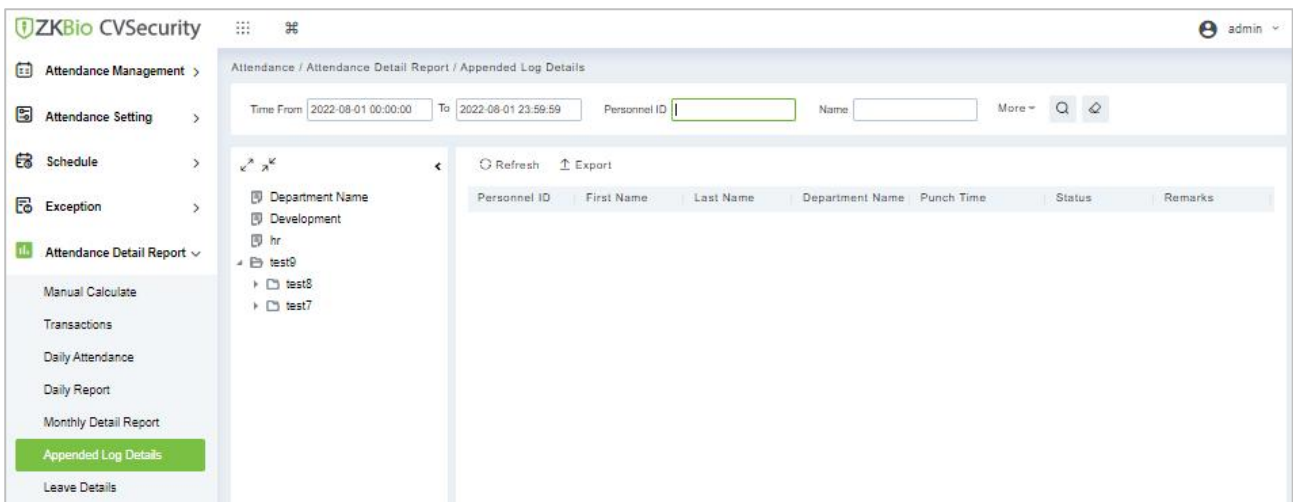 ZKBio CVSecurity
admin
Attendance Management
Attendance Setting
Schedule
Exception
Attendance Detail Report
Manual Calculate
Transactions
Daily Attendance
Daily Report
Monthly Detail Report
Appended Log Details
Leave Details
Attendance / Attendance Detail Report / Appended Log Details
Time From 2022-08-01 00:00:00 To 2022-08-01 23:59:59 Personnel ID Name More
Department Name
Development
hr
test9
test8
test7
Refresh Export
Personnel ID First Name Last Name Department Name Punch Time Status Remarks